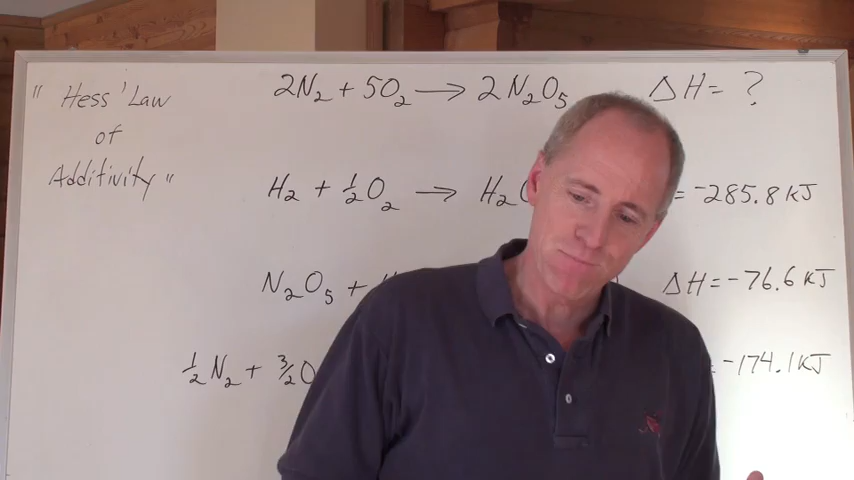 "Hess' Law
of
Additivity"
2N₂ + 5O₂ → 2N₂O₅ ΔH = ?
H₂ + ½O₂ → H₂ = -285.8 KJ
N₂O₅ + ΔH = -76.6 KJ
½N₂ + 3/2 O = -174.1 KJ